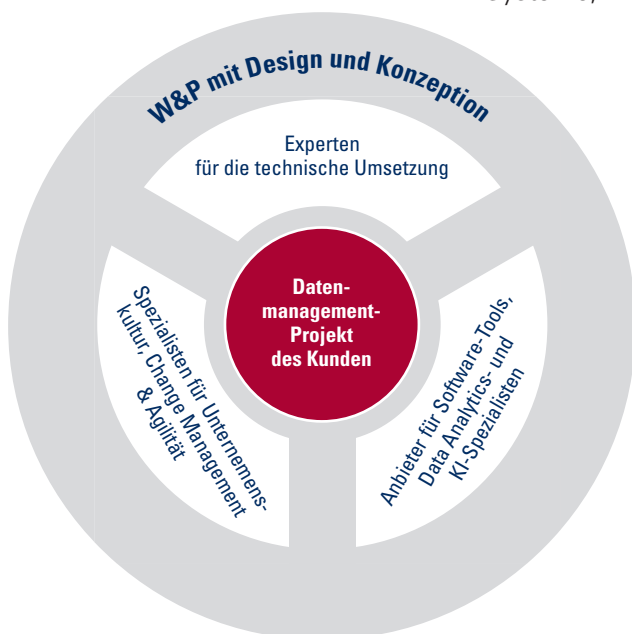 W&P mit Design und Konzeption
Experten
für die technische Umsetzung
Daten-
management-
Projekt
des Kunden
Spezialisten für Unternemens-
kultur, Change Management
& Agilität
Anbieter für Software-Tools,
Data Analytics- und
KI-Spezialisten